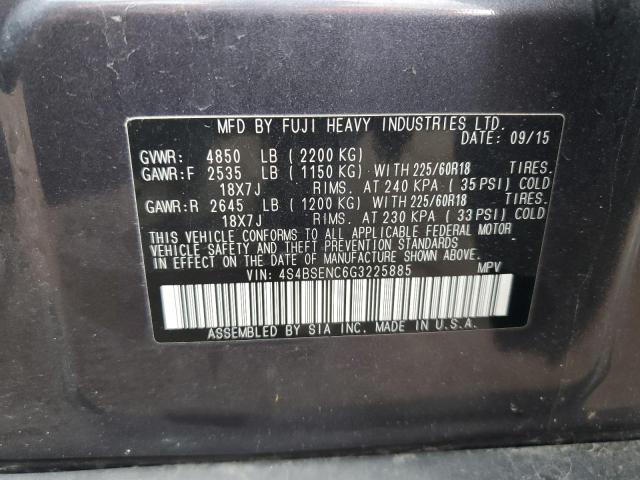 MFD BY FUJI HEAVY INDUSTRIES LTD.
DATE: 09/15
GVWR: 4850 LB (2200 KG)
GAWR:F 2535 LB (1150 KG) WITH 225/60R18 TIRES.
18X7J RIMS. AT 240 KPA (35 PSI) COLD
GAWR:R 2645 LB (1200 KG) WITH 225/60R18 TIRES.
18X7J RIMS. AT 230 KPA (33 PSI) COLD
THIS VEHICLE CONFORMS TO ALL APPLICABLE FEDERAL MOTOR
VEHICLE SAFETY AND THEFT PREVENTION STANDARDS
IN EFFECT ON THE DATE OF MANUFACTURE SHOWN ABOVE.
VIN: 4S4BSENC6G3225885 MPV
ASSEMBLED BY SIA INC. MADE IN U.S.A.